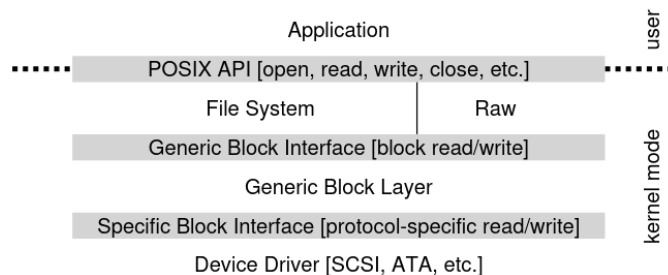 Application
user
POSIX API [open, read, write, close, etc.]
File System
Raw
Generic Block Interface [block read/write]
kernel mode
Generic Block Layer
Specific Block Interface [protocol-specific read/write]
Device Driver [SCSI, ATA, etc.]